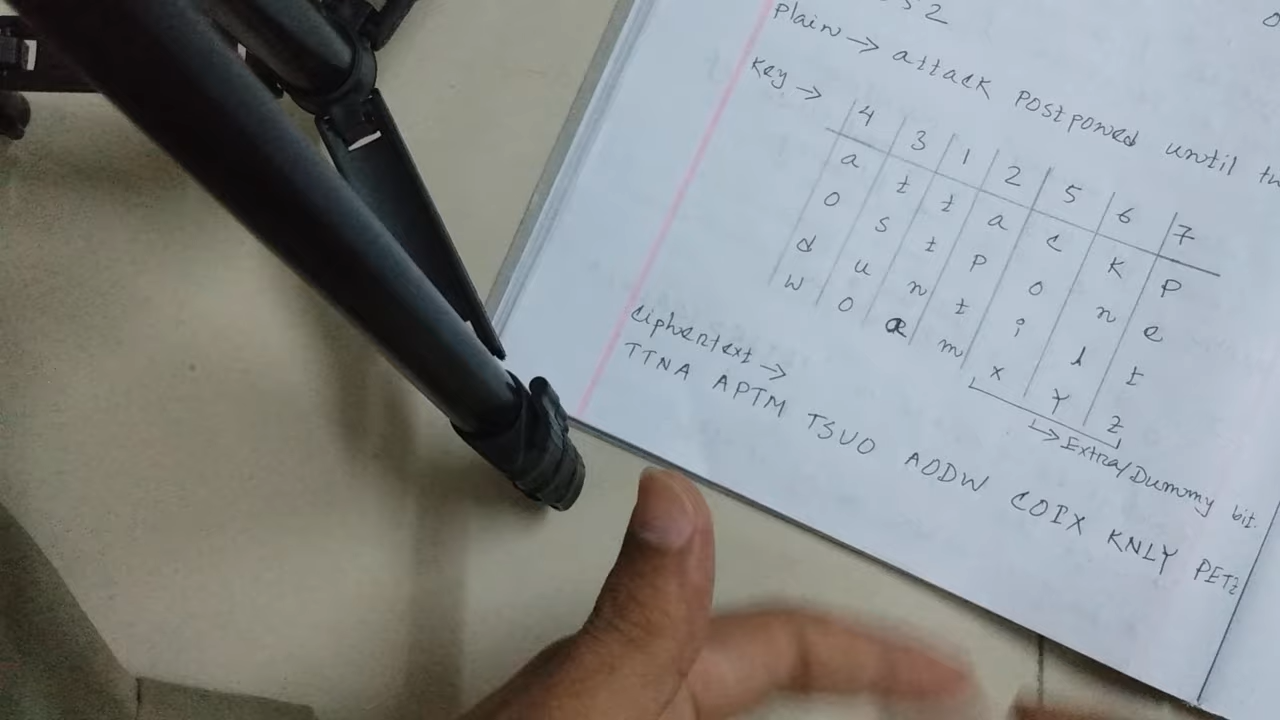 52
Plain → attack postponed until
Key → 4 3 1 2 5 6 7
a t t a c k p
o s t p o n e
d u n t i l t
w o a m x y z
↳ Extra/Dummy bit.
ciphertext →
TTNA APTM TSUO AODW COIX KNLY PETZ